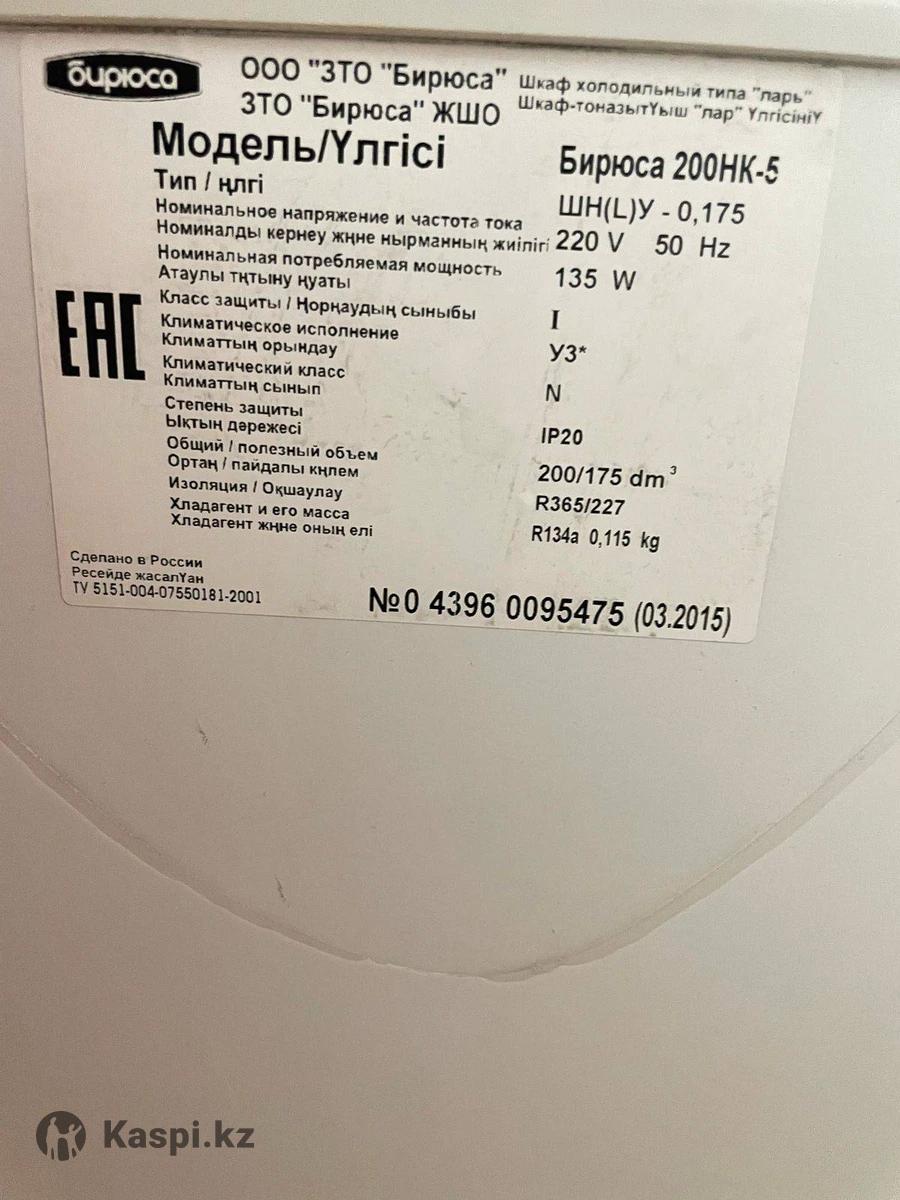 бирюса
ООО "ЗТО "Бирюса" Шкаф холодильный типа "ларь"
ЗТО "Бирюса" ЖШО Шкаф-тоназытҮыш "лар" ҮлгісініҮ
Модель/Үлгісі Бирюса 200НК-5
Тип / ңлгі ШН(L)У - 0,175
Номинальное напряжение и частота тока
Номиналды кернеу жңне нырманның жиілігі 220 V 50 Hz
Номинальная потребляемая мощность 135 W
Атаулы тңтыну ңуаты
Класс защиты / Ңорңаудың сыныбы I
Климатическое исполнение У3*
Климаттың орындау
Климатический класс N
Климаттың сынып
Степень защиты IP20
Ықтың дәрежесі
Общий / полезный объем 200/175 dm³
Ортаң / пайдалы кңлем
Изоляция / Оқшаулау R365/227
Хладагент и его масса R134a 0,115 kg
Хладагент жңне оның елі
ЕАС
Сделано в России
Ресейде жасалҮан
ТУ 5151-004-07550181-2001
№0 4396 0095475 (03.2015)
Kaspi.kz